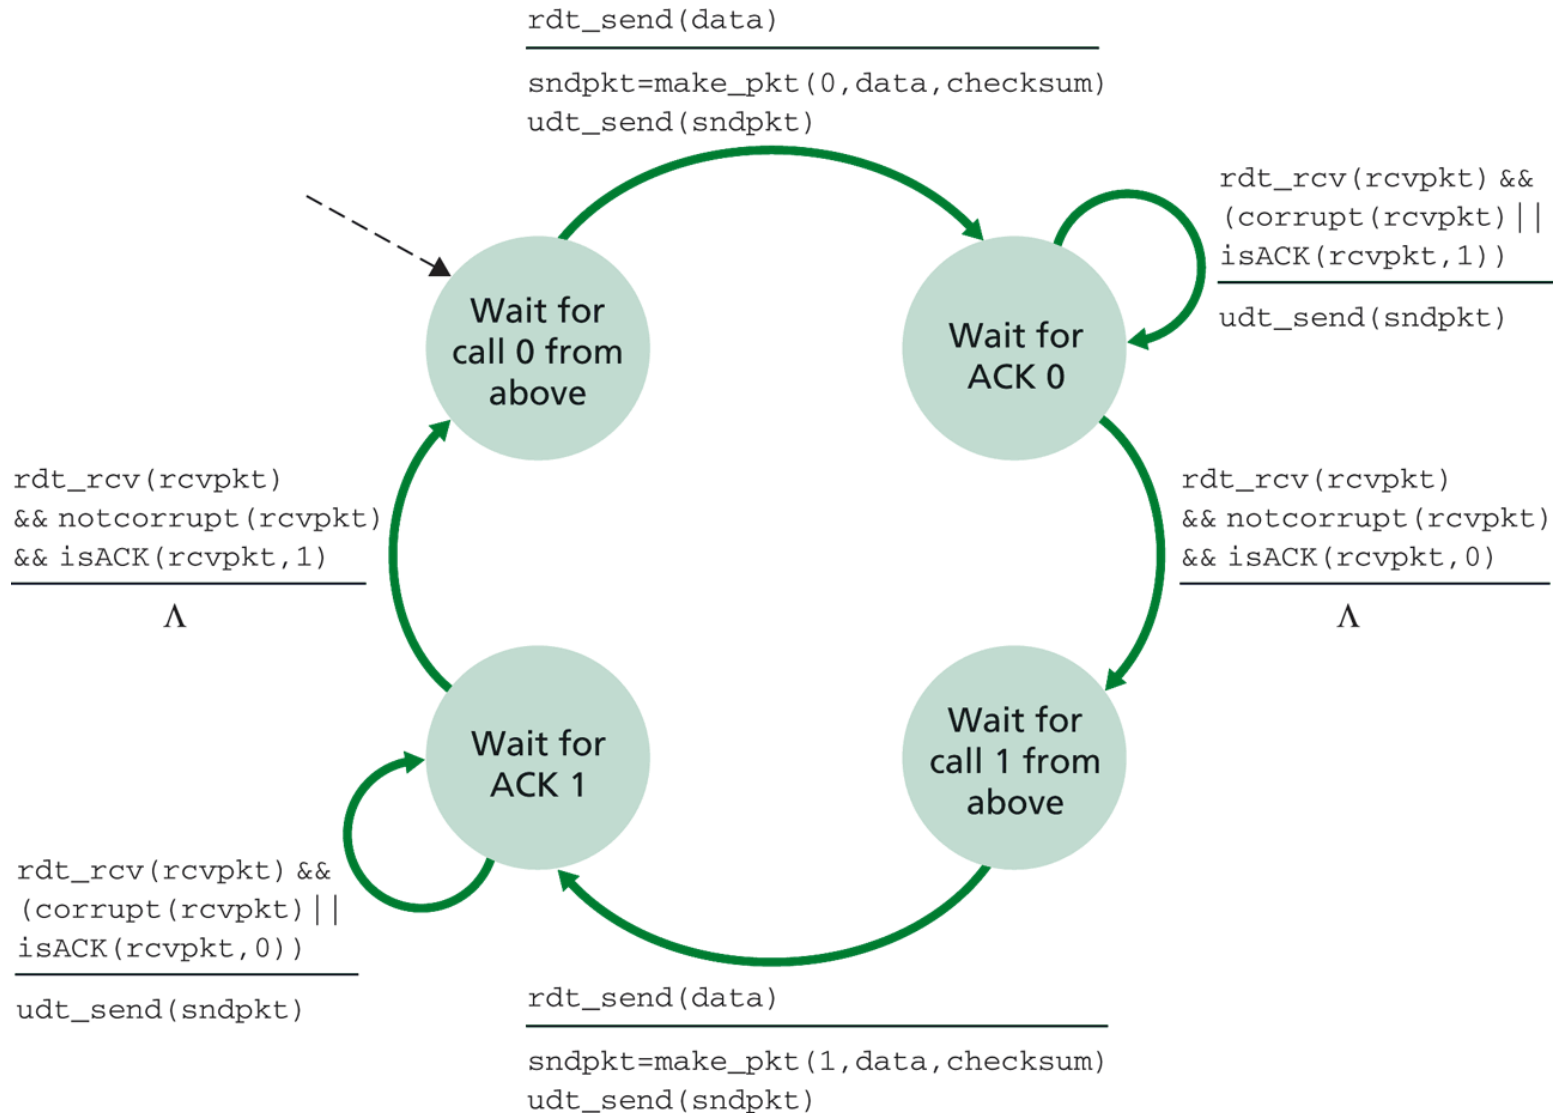 rdt_send(data)
sndpkt=make_pkt(0,data,checksum)
udt_send(sndpkt)
rdt_rcv(rcvpkt) &&
(corrupt(rcvpkt)||
isACK(rcvpkt,1))
udt_send(sndpkt)
Wait for
call 0 from
above
Wait for
ACK 0
rdt_rcv(rcvpkt)
&& notcorrupt(rcvpkt)
&& isACK(rcvpkt,1)
Λ
rdt_rcv(rcvpkt)
&& notcorrupt(rcvpkt)
&& isACK(rcvpkt,0)
Λ
Wait for
ACK 1
Wait for
call 1 from
above
rdt_rcv(rcvpkt) &&
(corrupt(rcvpkt)||
isACK(rcvpkt,0))
udt_send(sndpkt)
rdt_send(data)
sndpkt=make_pkt(1,data,checksum)
udt_send(sndpkt)